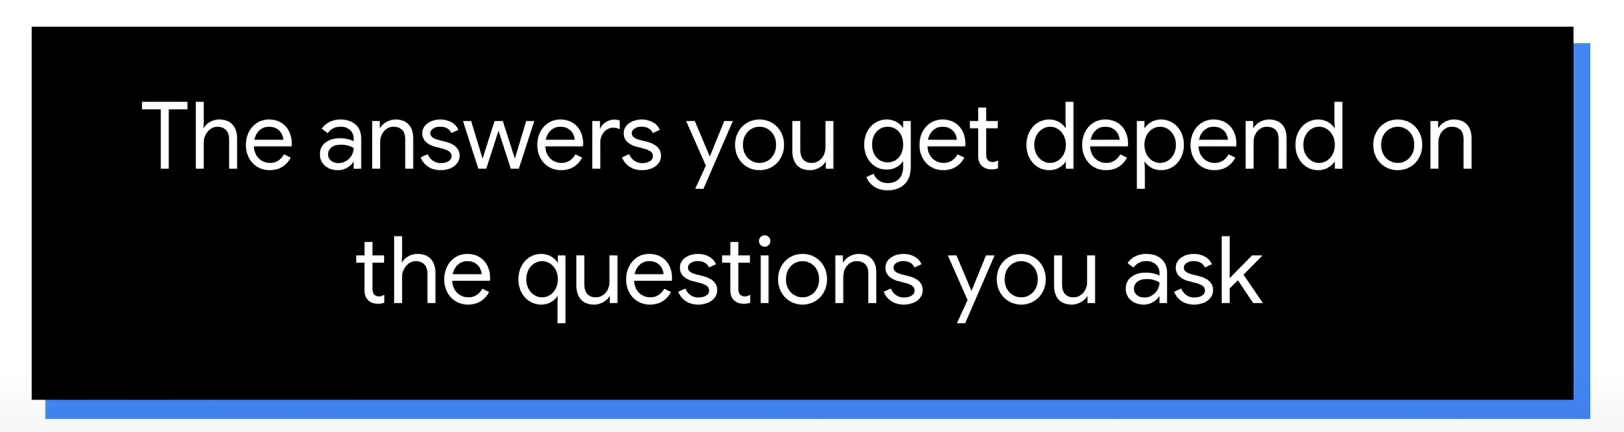 The answers you get depend on
the questions you ask